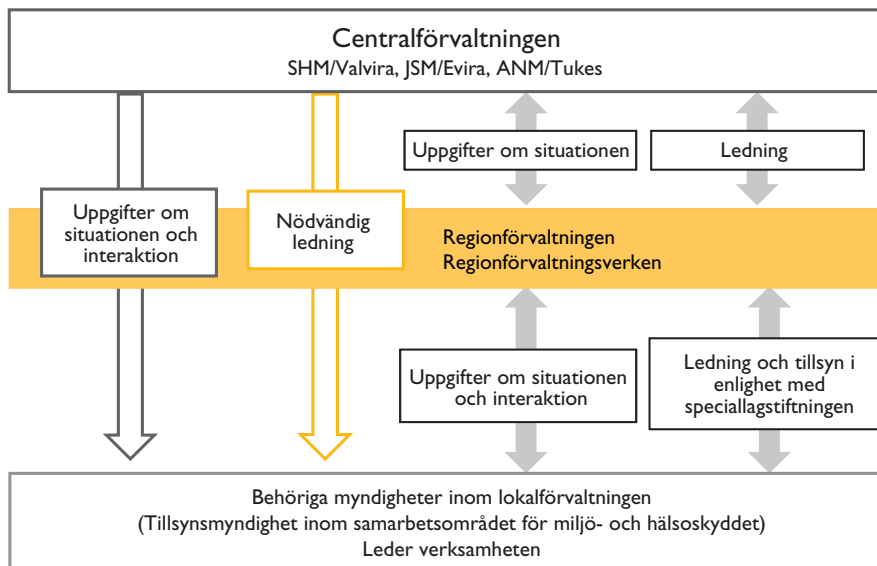 Centralförvaltningen
SHM/Valvira, JSM/Evira, ANM/Tukes
Uppgifter om situationen
Ledning
Uppgifter om
situationen och
interaktion
Nödvändig
ledning
Regionförvaltningen
Regionförvaltningsverken
Uppgifter om situationen
och interaktion
Ledning och tillsyn i
enlighet med
speciallagstiftningen
Behöriga myndigheter inom lokalförvaltningen
(Tillsynsmyndighet inom samarbetsområdet för miljö- och hälsoskyddet)
Leder verksamheten